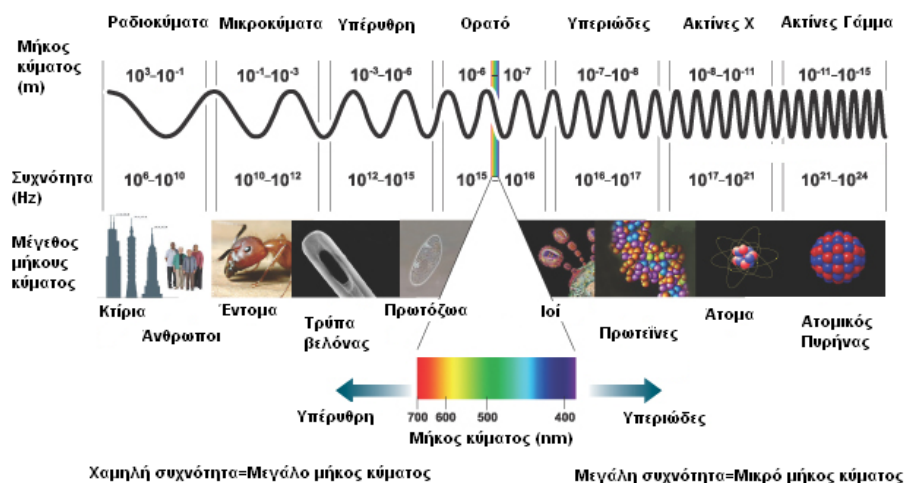 Ραδιοκύματα Μικροκύματα Υπέρυθρη Ορατό Υπεριώδες Ακτίνες Χ Ακτίνες Γάμμα
Μήκος
κύματος
(m)
10³–10⁻¹ 10⁻¹–10⁻³ 10⁻³–10⁻⁶ 10⁻⁶ – 10⁻⁷ 10⁻⁷–10⁻⁸ 10⁻⁸–10⁻¹¹ 10⁻¹¹–10⁻¹⁵
Συχνότητα
(Hz)
10⁶–10¹⁰ 10¹⁰–10¹² 10¹²–10¹⁵ 10¹⁵ – 10¹⁶ 10¹⁶–10¹⁷ 10¹⁷–10²¹ 10²¹–10²⁴
Μέγεθος
μήκους
κύματος
Κτίρια
Άνθρωποι
Έντομα
Τρύπα
βελόνας
Πρωτόζωα
Ιοί
Πρωτεϊνες
Ατομα
Ατομικός
Πυρήνας
Υπέρυθρη
Υπεριώδες
700 600 500 400
Μήκος κύματος (nm)
Χαμηλή συχνότητα=Μεγάλο μήκος κύματος
Μεγάλη συχνότητα=Μικρό μήκος κύματος